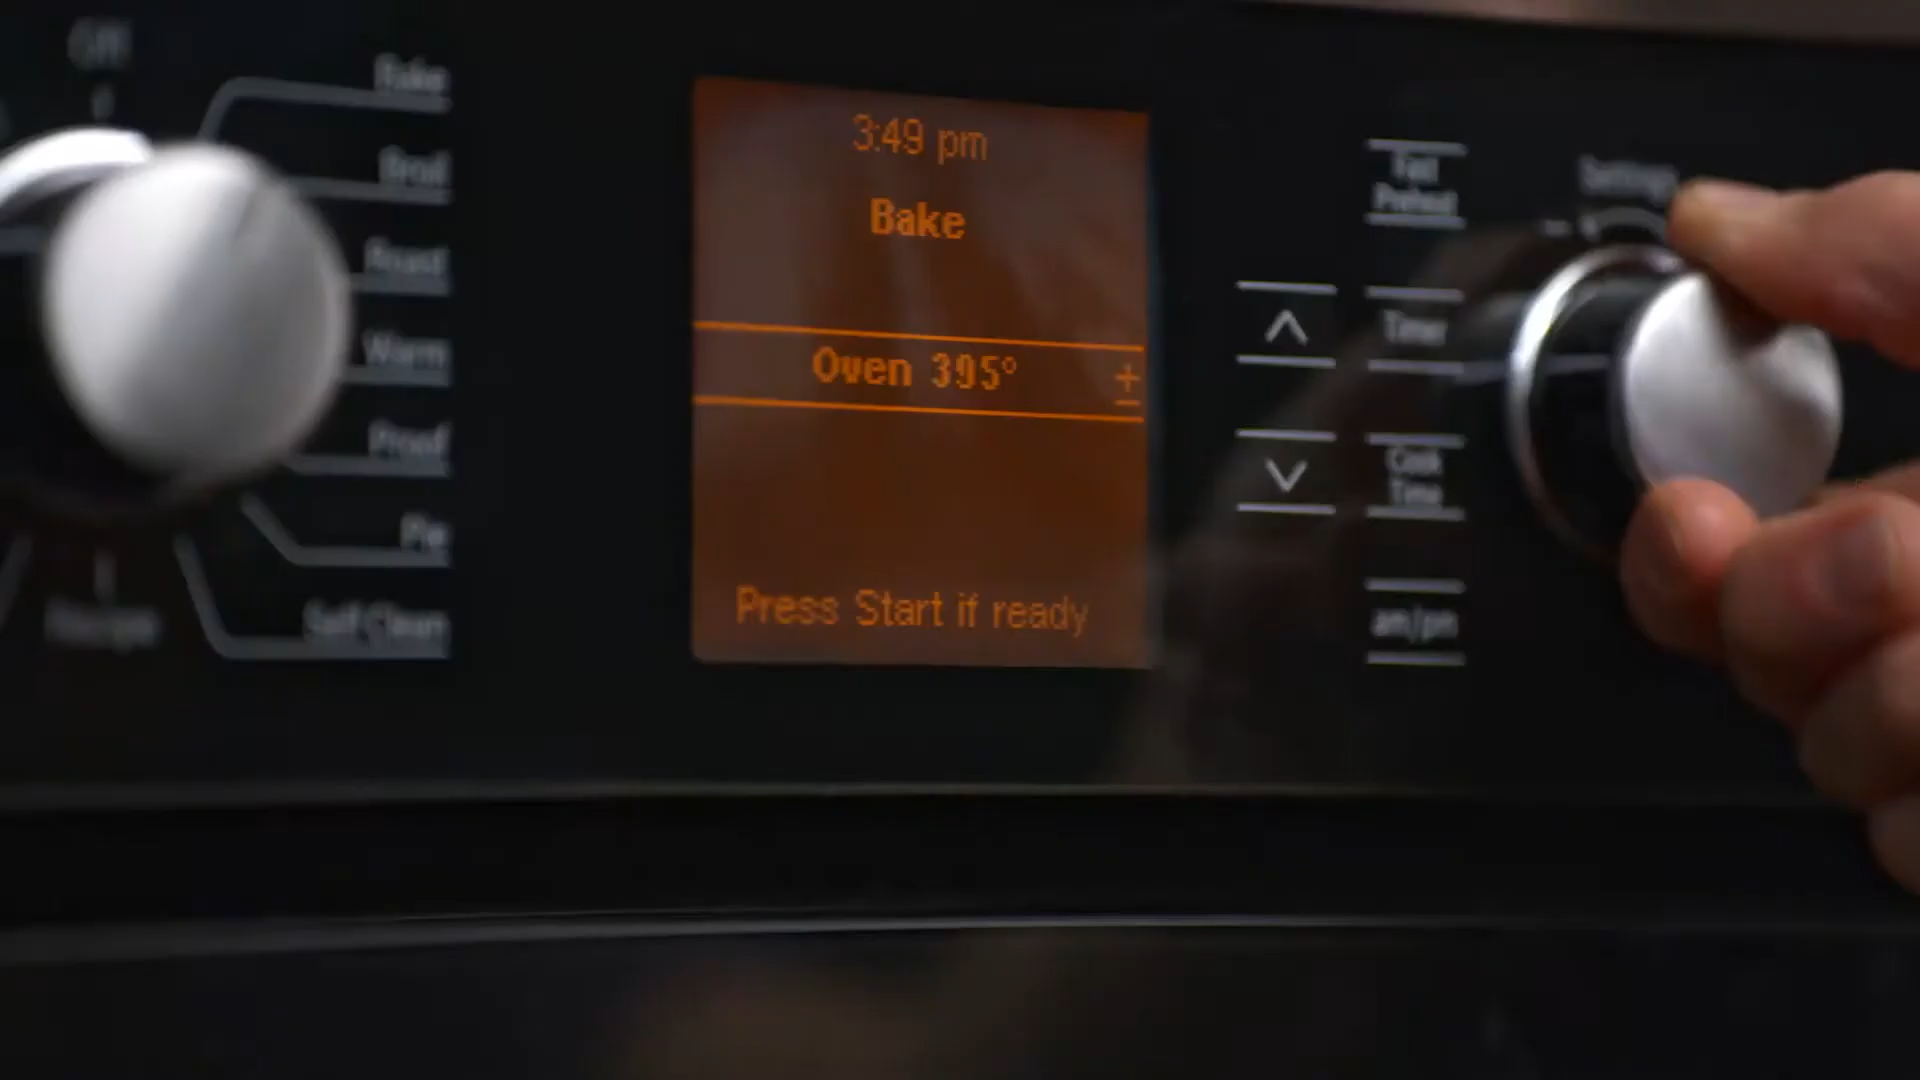 Off
Bake
Broil
Roast
Warm
Proof
Pie
Self Clean
Recipe
3:49 pm
Bake
Oven 395°
±
Press Start if ready
Fast
Preheat
Timer
Cook
Time
am/pm
Settings